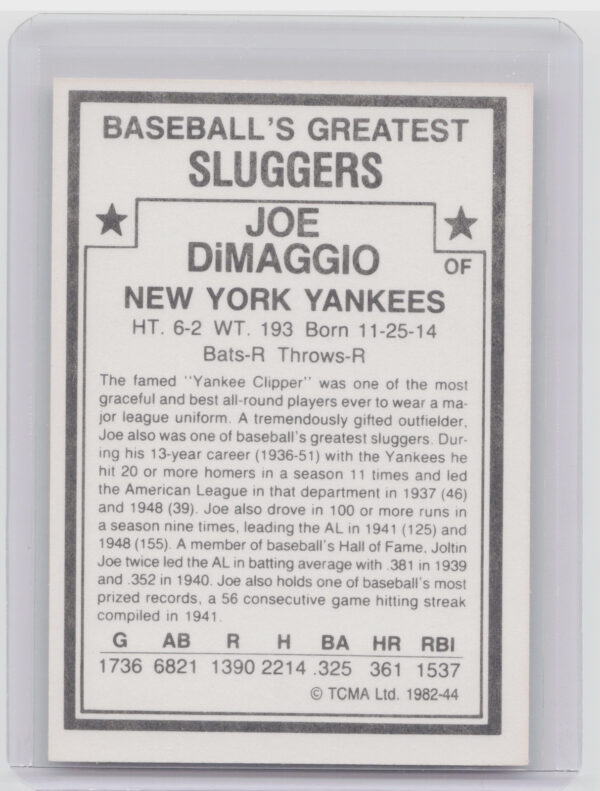 BASEBALL'S GREATEST
SLUGGERS
JOE
DiMAGGIO
OF
NEW YORK YANKEES
HT. 6-2 WT. 193 Born 11-25-14
Bats-R Throws-R
The famed "Yankee Clipper" was one of the most
graceful and best all-round players ever to wear a ma-
jor league uniform. A tremendously gifted outfielder,
Joe also was one of baseball's greatest sluggers. Dur-
ing his 13-year career (1936-51) with the Yankees he
hit 20 or more homers in a season 11 times and led
the American League in that department in 1937 (46)
and 1948 (39). Joe also drove in 100 or more runs in
a season nine times, leading the AL in 1941 (125) and
1948 (155). A member of baseball's Hall of Fame, Joltin
Joe twice led the AL in batting average with .381 in 1939
and .352 in 1940. Joe also holds one of baseball's most
prized records, a 56 consecutive game hitting streak
compiled in 1941.
G AB R H BA HR RBI
1736 6821 1390 2214 .325 361 1537
© TCMA Ltd. 1982-44